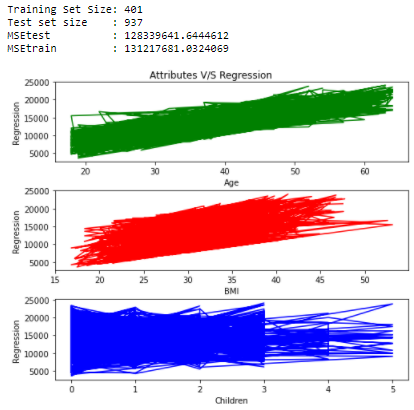 Training Set Size: 401
Test set size : 937
MSEtest : 128339641.6444612
MSEtrain : 131217681.0324069
Attributes V/S Regression
25000
20000
15000
10000
5000
Regression
20 30 40 50 60
Age
25000
20000
15000
10000
5000
Regression
15 20 25 30 35 40 45 50
BMI
25000
20000
15000
10000
5000
Regression
0 1 2 3 4 5
Children